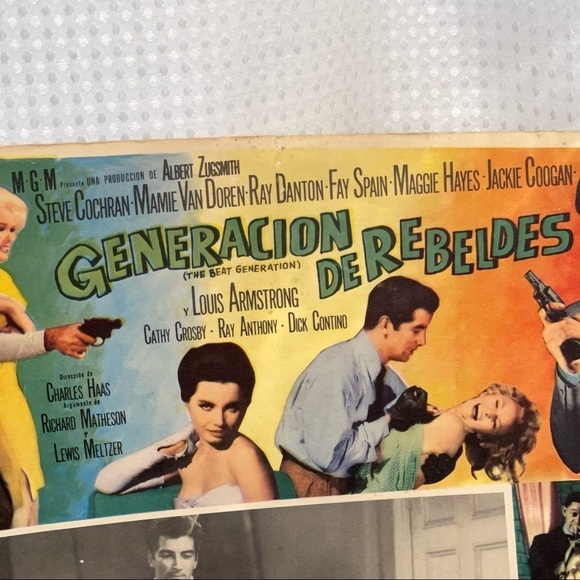 M·G·M Presenta UNA PRODUCCION DE ALBERT ZUGSMITH
STEVE COCHRAN·MAMIE VAN DOREN·RAY DANTON·FAY SPAIN·MAGGIE HAYES·JACKIE COOGAN·
GENERACION DE REBELDES
(THE BEAT GENERATION)
Y LOUIS ARMSTRONG
CATHY CROSBY · RAY ANTHONY · DICK CONTINO
Dirección de
CHARLES HAAS
Argumento de
RICHARD MATHESON
Y
LEWIS MELTZER